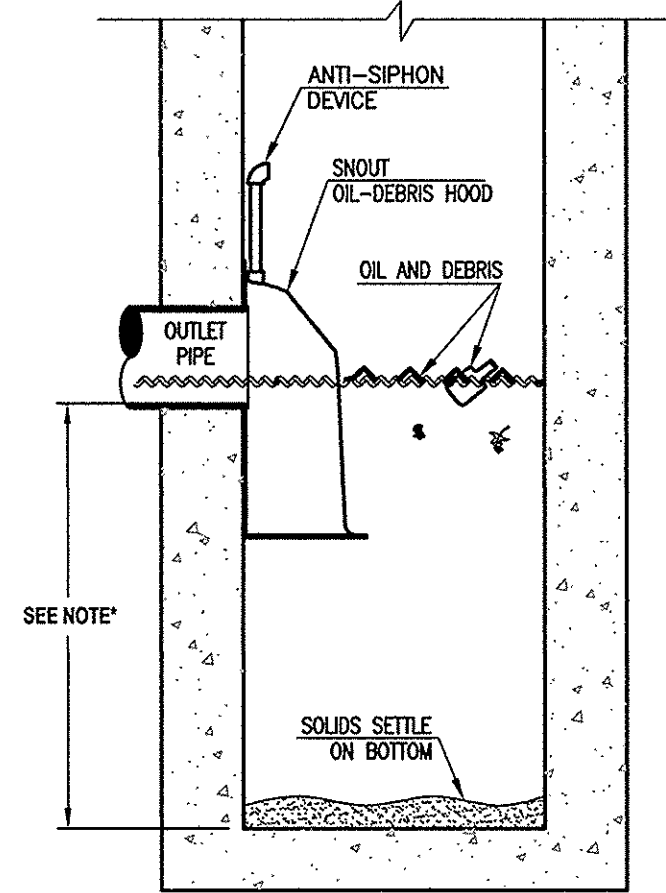 ANTI-SIPHON
DEVICE
SNOUT
OIL-DEBRIS HOOD
OIL AND DEBRIS
OUTLET
PIPE
SEE NOTE*
SOLIDS SETTLE
ON BOTTOM